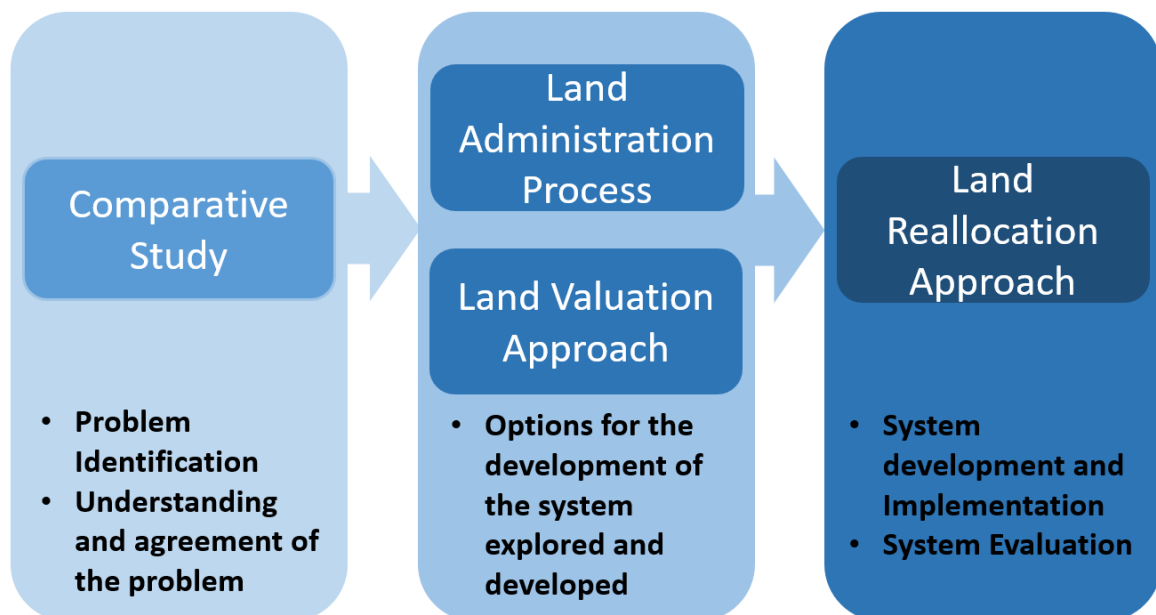 Comparative
Study
• Problem
Identification
• Understanding
and agreement of
the problem
Land
Administration
Process
Land Valuation
Approach
• Options for the
development of
the system
explored and
developed
Land
Reallocation
Approach
• System
development and
Implementation
• System Evaluation